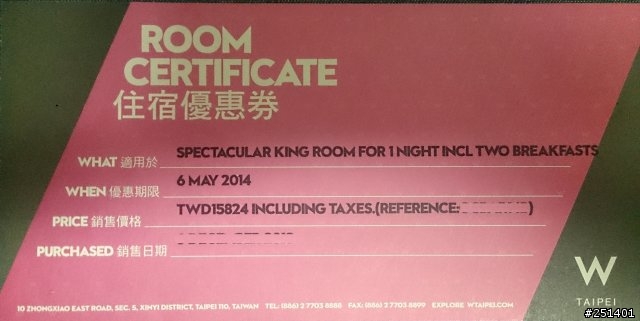 ROOM
CERTIFICATE
住宿優惠券
WHAT 適用於 SPECTACULAR KING ROOM FOR 1 NIGHT INCL TWO BREAKFASTS
WHEN 優惠期限 6 MAY 2014
PRICE 銷售價格 TWD15824 INCLUDING TAXES.(REFERENCE: )
PURCHASED 銷售日期
W
TAIPEI
10 ZHONGXIAO EAST ROAD, SEC. 5, XINYI DISTRICT, TAIPEI 110, TAIWAN TEL: (886) 2 7703 8888 FAX: (886) 2 7703 8899 EXPLORE WTAIPEI.COM
#251401